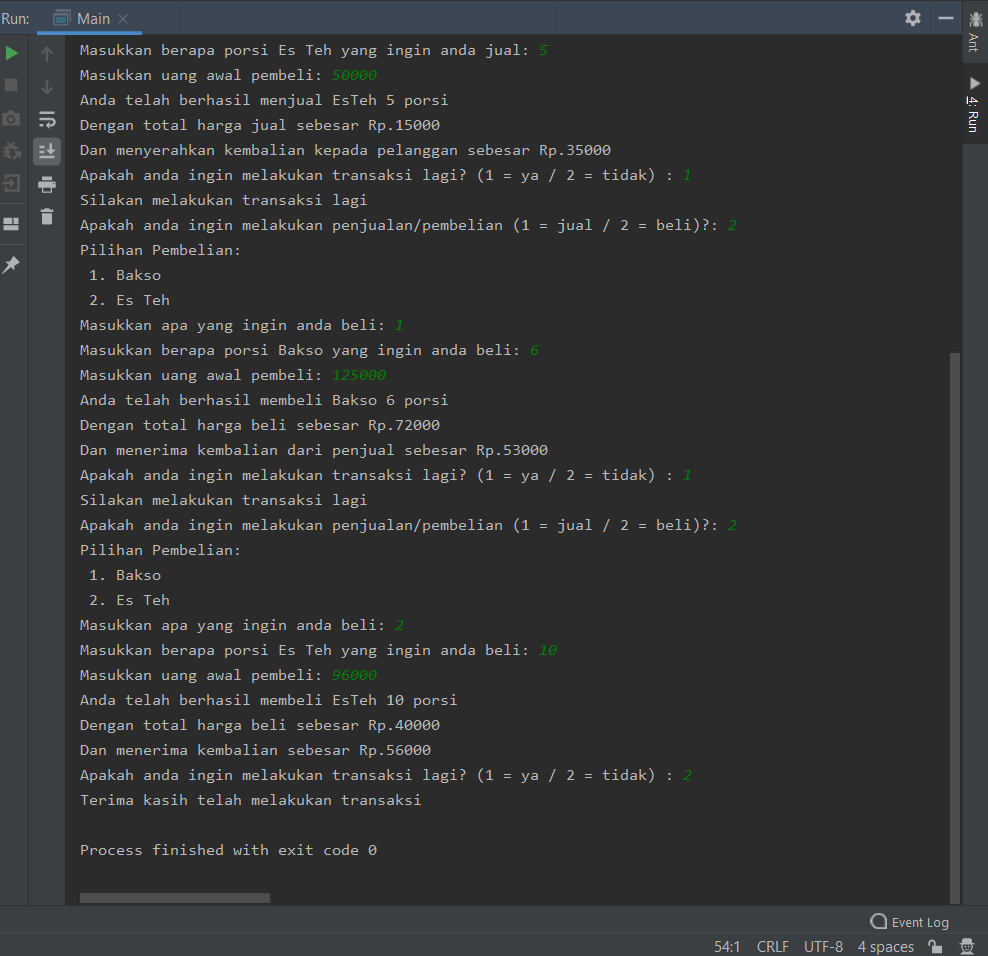 Run: Main
Masukkan berapa porsi Es Teh yang ingin anda jual: 5
Masukkan uang awal pembeli: 50000
Anda telah berhasil menjual EsTeh 5 porsi
Dengan total harga jual sebesar Rp.15000
Dan menyerahkan kembalian kepada pelanggan sebesar Rp.35000
Apakah anda ingin melakukan transaksi lagi? (1 = ya / 2 = tidak) : 1
Silakan melakukan transaksi lagi
Apakah anda ingin melakukan penjualan/pembelian (1 = jual / 2 = beli)?: 2
Pilihan Pembelian:
1. Bakso
2. Es Teh
Masukkan apa yang ingin anda beli: 1
Masukkan berapa porsi Bakso yang ingin anda beli: 6
Masukkan uang awal pembeli: 125000
Anda telah berhasil membeli Bakso 6 porsi
Dengan total harga beli sebesar Rp.72000
Dan menerima kembalian dari penjual sebesar Rp.53000
Apakah anda ingin melakukan transaksi lagi? (1 = ya / 2 = tidak) : 1
Silakan melakukan transaksi lagi
Apakah anda ingin melakukan penjualan/pembelian (1 = jual / 2 = beli)?: 2
Pilihan Pembelian:
1. Bakso
2. Es Teh
Masukkan apa yang ingin anda beli: 2
Masukkan berapa porsi Es Teh yang ingin anda beli: 10
Masukkan uang awal pembeli: 96000
Anda telah berhasil membeli EsTeh 10 porsi
Dengan total harga beli sebesar Rp.40000
Dan menerima kembalian sebesar Rp.56000
Apakah anda ingin melakukan transaksi lagi? (1 = ya / 2 = tidak) : 2
Terima kasih telah melakukan transaksi
Process finished with exit code 0
Ant
4: Run
Event Log
54:1 CRLF UTF-8 4 spaces